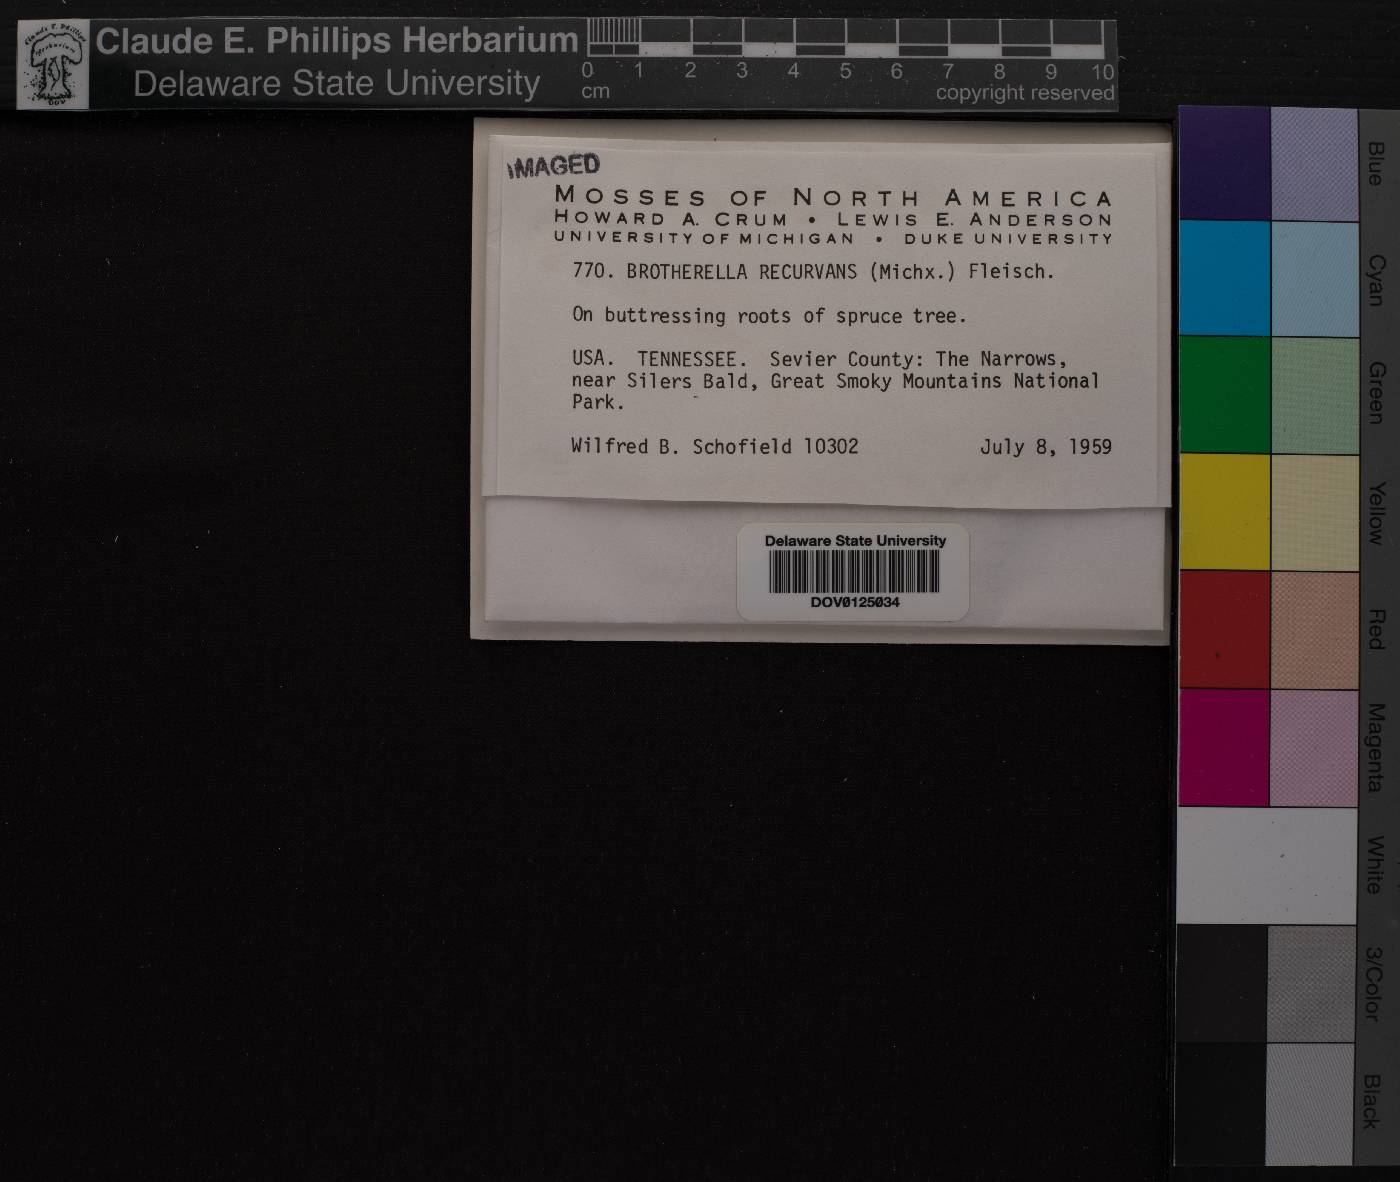 Claude E. Phillips Herbarium
Delaware State University
0 1 2 3 4 5 6 7 8 9 10
cm copyright reserved
IMAGED
MOSSES OF NORTH AMERICA
HOWARD A. CRUM • LEWIS E. ANDERSON
UNIVERSITY OF MICHIGAN • DUKE UNIVERSITY
770. BROTHERELLA RECURVANS (Michx.) Fleisch.
On buttressing roots of spruce tree.
USA. TENNESSEE. Sevier County: The Narrows,
near Silers Bald, Great Smoky Mountains National
Park.
Wilfred B. Schofield 10302 July 8, 1959
Delaware State University
DOV0125034
Blue
Cyan
Green
Yellow
Red
Magenta
White
3/Color
Black
Claude E. Phillips
Herbarium
DOV